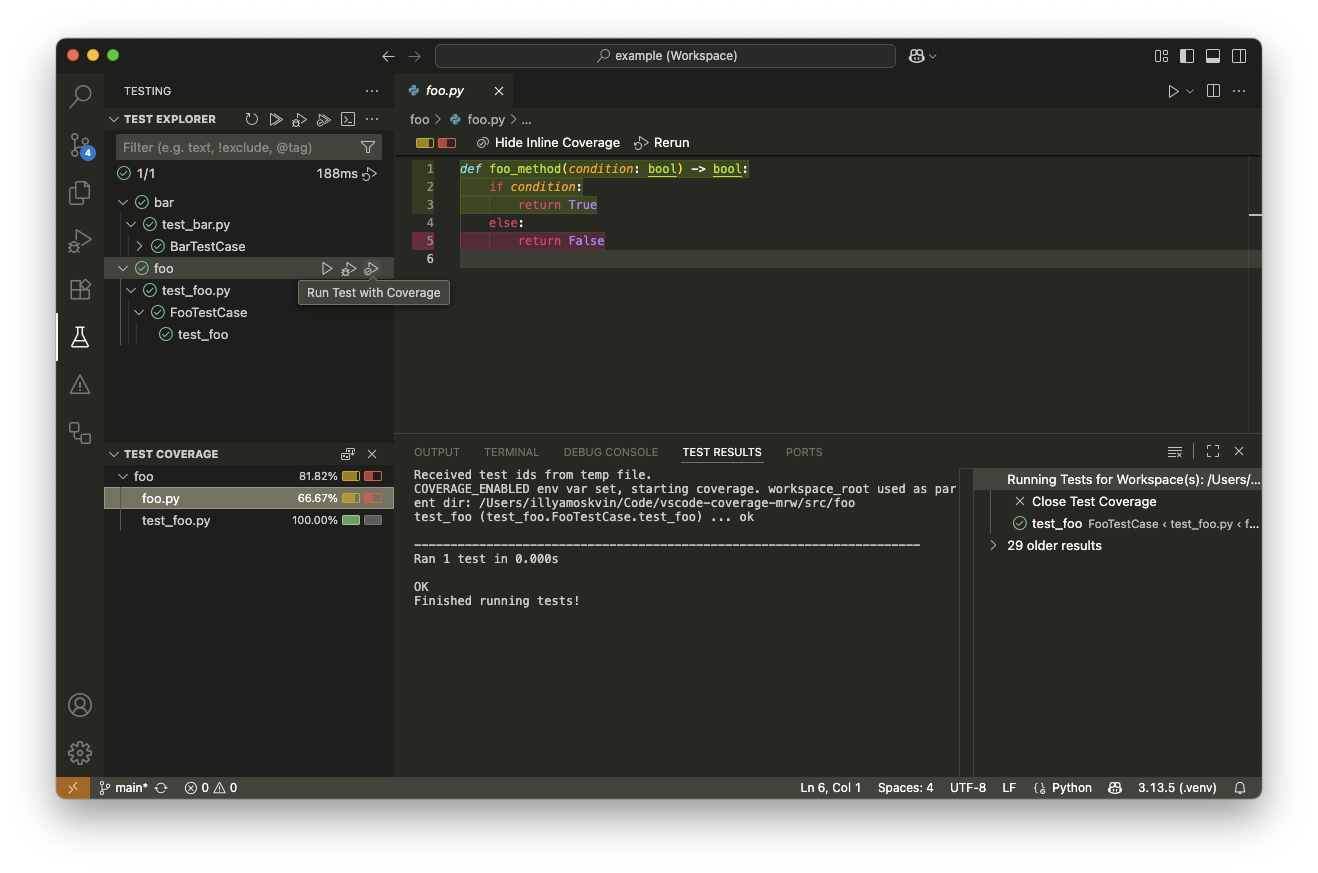 example (Workspace)
TESTING
TEST EXPLORER
Filter (e.g. text, !exclude, @tag)
1/1
188ms
bar
test_bar.py
BarTestCase
foo
Run Test with Coverage
test_foo.py
FooTestCase
test_foo
4
TEST COVERAGE
foo
81.82%
foo.py
66.67%
test_foo.py
100.00%
foo.py
foo > foo.py > ...
Hide Inline Coverage
Rerun
1 def foo_method(condition: bool) -> bool:
2 if condition:
3 return True
4 else:
5 return False
6
OUTPUT TERMINAL DEBUG CONSOLE TEST RESULTS PORTS
Received test ids from temp file.
COVERAGE_ENABLED env var set, starting coverage. workspace_root used as par
ent dir: /Users/illyamoskvin/Code/vscode-coverage-mrw/src/foo
test_foo (test_foo.FooTestCase.test_foo) ... ok
----------------------------------------------------------------------
Ran 1 test in 0.000s
OK
Finished running tests!
Running Tests for Workspace(s): /Users/...
Close Test Coverage
test_foo FooTestCase ‹ test_foo.py ‹ f...
29 older results
main* 0 0
Ln 6, Col 1 Spaces: 4 UTF-8 LF Python 3.13.5 (.venv)